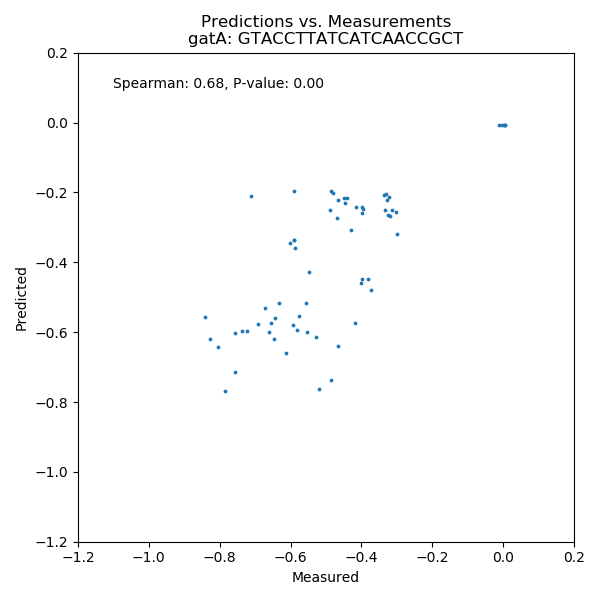 Predictions vs. Measurements
gatA: GTACCTTATCATCAACCGCT
Spearman: 0.68, P-value: 0.00
0.2
0.0
−0.2
−0.4
−0.6
−0.8
−1.0
−1.2
Predicted
−1.2 −1.0 −0.8 −0.6 −0.4 −0.2 0.0 0.2
Measured